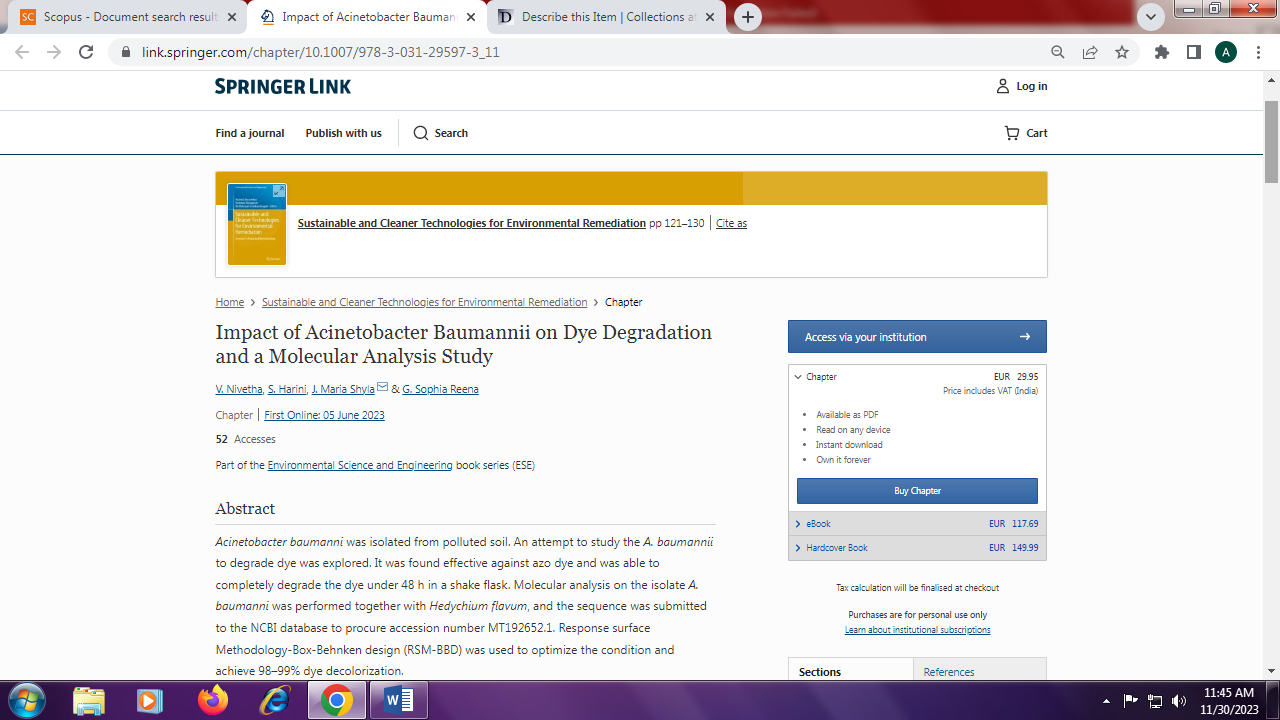 Scopus - Document search result
Impact of Acinetobacter Bauman
Describe this Item | Collections a
link.springer.com/chapter/10.1007/978-3-031-29597-3_11
A
SPRINGER LINK
Log in
Find a journal
Publish with us
Search
Cart
Sustainable and Cleaner Technologies for Environmental Remediation
Sustainable and Cleaner Technologies for Environmental Remediation pp 121–130 | Cite as
Home > Sustainable and Cleaner Technologies for Environmental Remediation > Chapter
Impact of Acinetobacter Baumannii on Dye Degradation
and a Molecular Analysis Study
V. Nivetha, S. Harini, J. Maria Shyla & G. Sophia Reena
Chapter | First Online: 05 June 2023
52 Accesses
Part of the Environmental Science and Engineering book series (ESE)
Abstract
Acinetobacter baumanni was isolated from polluted soil. An attempt to study the A. baumannii
to degrade dye was explored. It was found effective against azo dye and was able to
completely degrade the dye under 48 h in a shake flask. Molecular analysis on the isolate A.
baumanni was performed together with Hedychium flavum, and the sequence was submitted
to the NCBI database to procure accession number MT192652.1. Response surface
Methodology-Box-Behnken design (RSM-BBD) was used to optimize the condition and
achieve 98–99% dye decolorization.
Access via your institution
Chapter EUR 29.95
Price includes VAT (India)
• Available as PDF
• Read on any device
• Instant download
• Own it forever
Buy Chapter
eBook EUR 117.69
Hardcover Book EUR 149.99
Tax calculation will be finalised at checkout
Purchases are for personal use only
Learn about institutional subscriptions
Sections
References
11:45 AM
11/30/2023